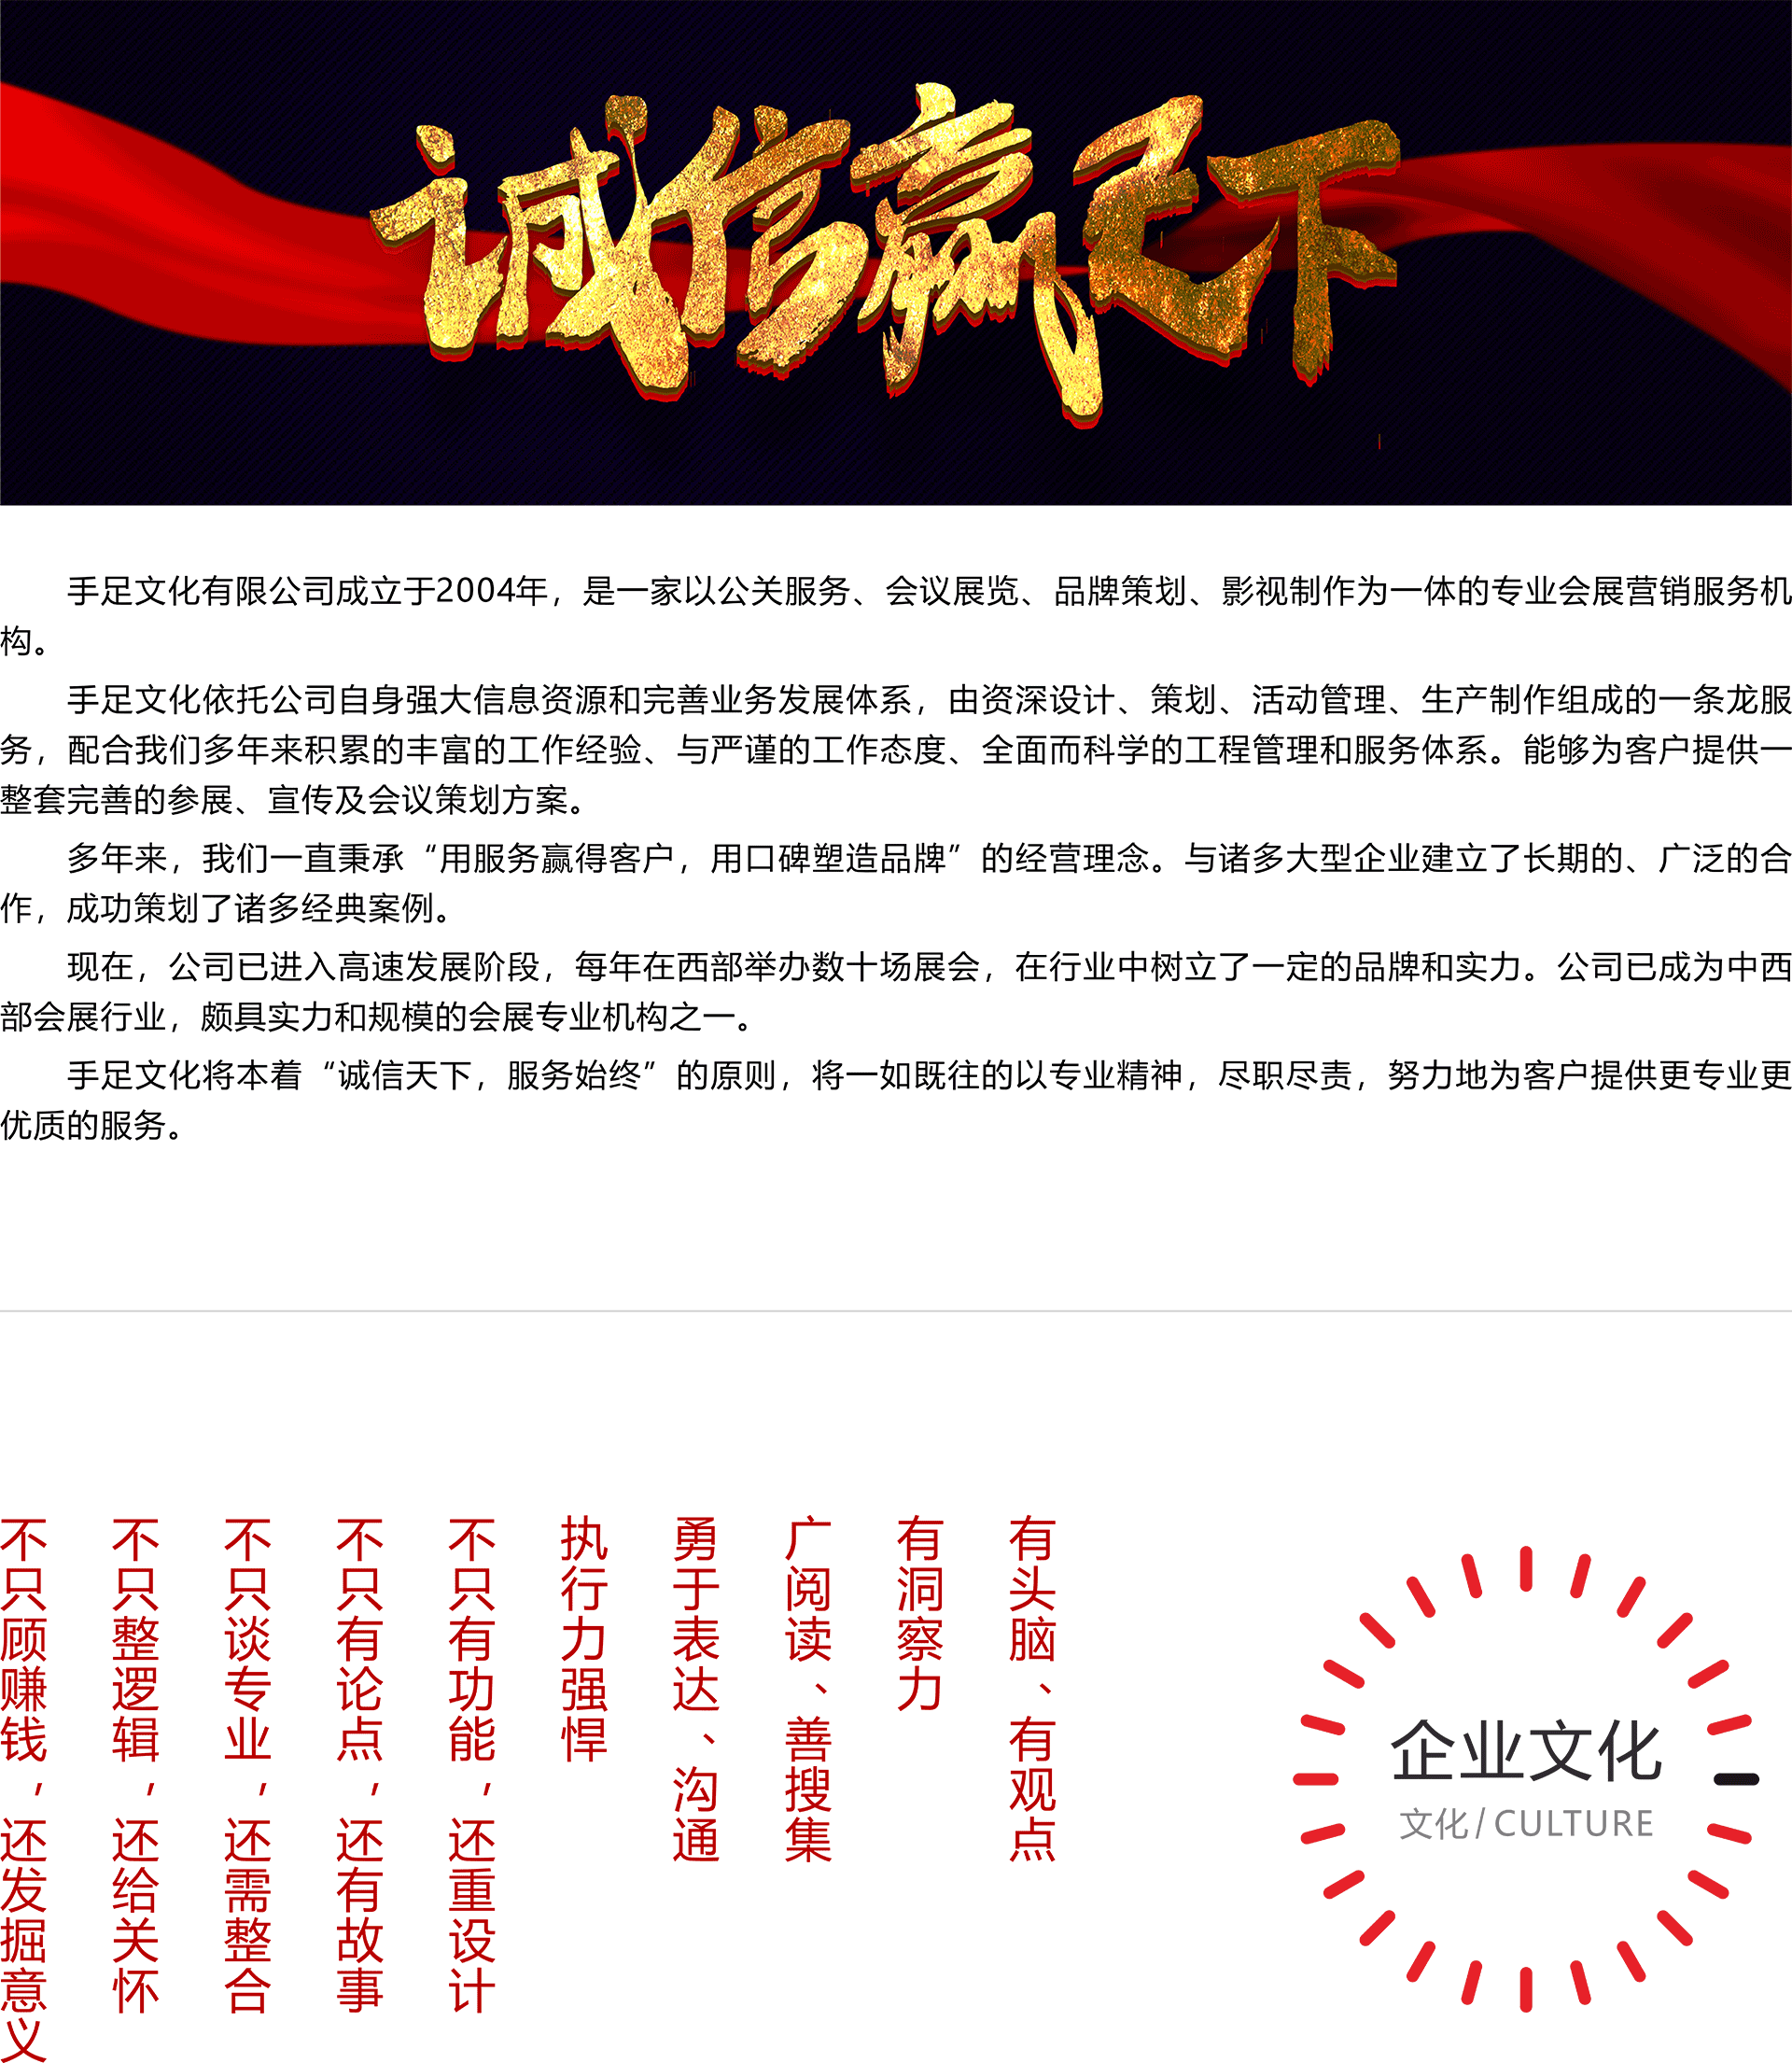 诚信赢天下
手足文化有限公司成立于2004年，是一家以公关服务、会议展览、品牌策划、影视制作为一体的专业会展营销服务机
构。
手足文化依托公司自身强大信息资源和完善业务发展体系，由资深设计、策划、活动管理、生产制作组成的一条龙服
务，配合我们多年来积累的丰富的工作经验、与严谨的工作态度、全面而科学的工程管理和服务体系。能够为客户提供一
整套完善的参展、宣传及会议策划方案。
多年来，我们一直秉承“用服务赢得客户，用口碑塑造品牌”的经营理念。与诸多大型企业建立了长期的、广泛的合
作，成功策划了诸多经典案例。
现在，公司已进入高速发展阶段，每年在西部举办数十场展会，在行业中树立了一定的品牌和实力。公司已成为中西
部会展行业，颇具实力和规模的会展专业机构之一。
手足文化将本着“诚信天下，服务始终”的原则，将一如既往的以专业精神，尽职尽责，努力地为客户提供更专业更
优质的服务。
企业文化
文化/CULTURE
有头脑、有观点
有洞察力
广阅读、善搜集
勇于表达、沟通
执行力强悍
不只有功能，还重设计
不只有论点，还有故事
不只谈专业，还需整合
不只整逻辑，还给关怀
不只顾赚钱，还发掘意义